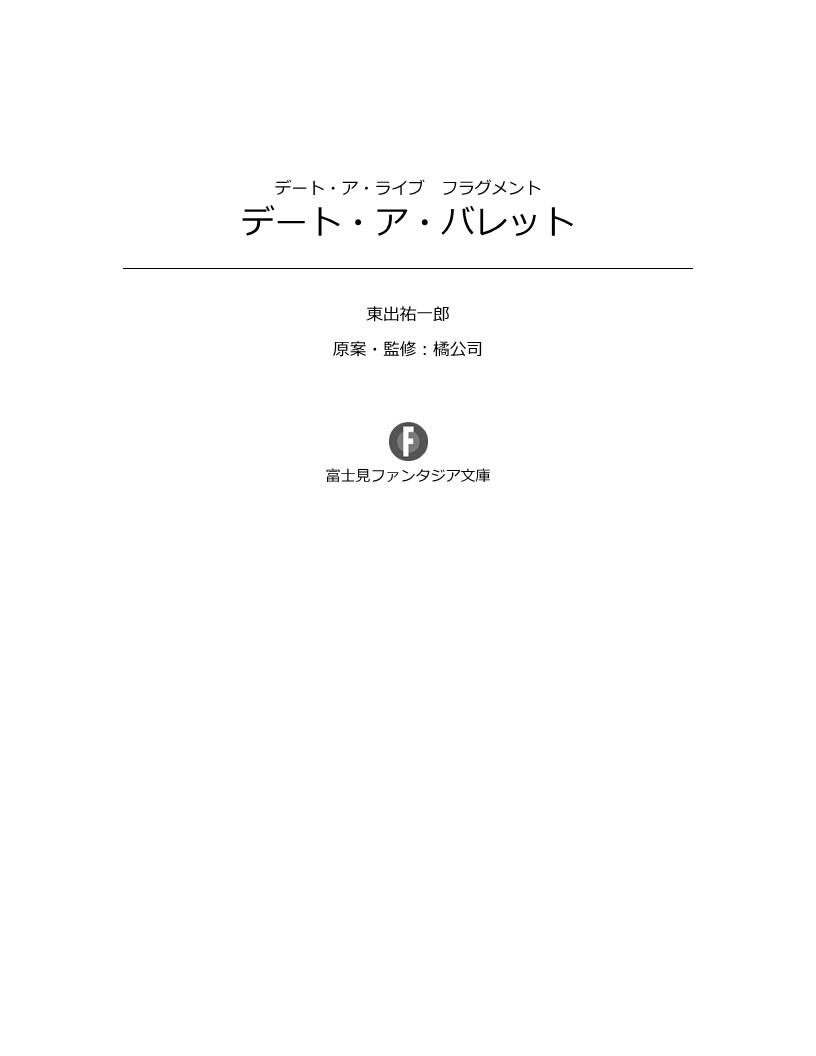 デート・ア・ライブ　フラグメント
デート・ア・バレット
東出祐一郎
原案・監修：橘公司
F
富士見ファンタジア文庫